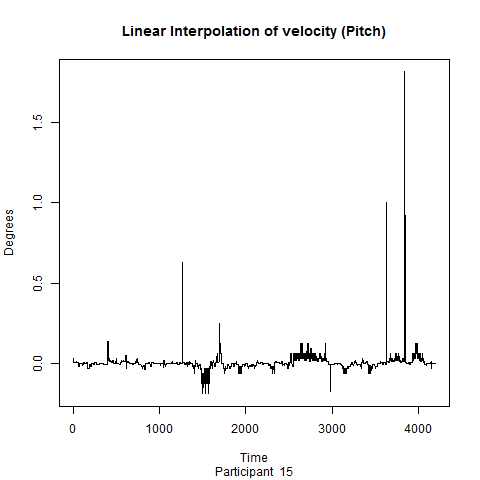 Linear Interpolation of velocity (Pitch)
Degrees
1.5
1.0
0.5
0.0
0 1000 2000 3000 4000
Time
Participant 15